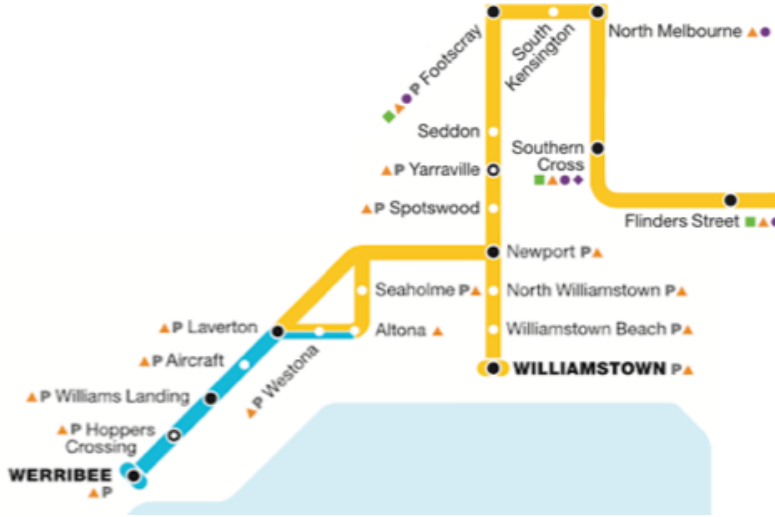 P Footscray
South
Kensington
North Melbourne
Seddon
Southern
Cross
P Yarraville
P Spotswood
Flinders Street
Newport P
Seaholme P
North Williamstown P
P Laverton
Altona
Williamstown Beach P
P Aircraft
P Westona
WILLIAMSTOWN P
P Williams Landing
P Hoppers
Crossing
WERRIBEE
P